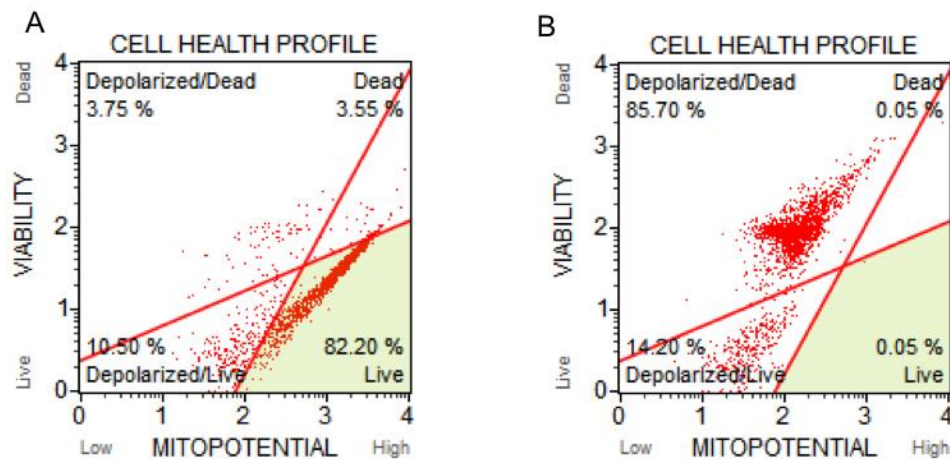 A
CELL HEALTH PROFILE
Dead
VIABILITY
Live
4
3
2
1
0
Depolarized/Dead
3.75 %
Dead
3.55 %
10.50 %
Depolarized/Live
82.20 %
Live
0 1 2 3 4
Low MITOPOTENTIAL High
B
CELL HEALTH PROFILE
Dead
VIABILITY
Live
4
3
2
1
0
Depolarized/Dead
85.70 %
Dead
0.05 %
14.20 %
Depolarized/Live
0.05 %
Live
0 1 2 3 4
Low MITOPOTENTIAL High